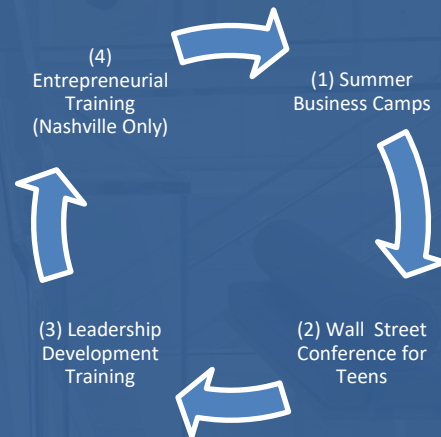 (4)
Entrepreneurial
Training
(Nashville Only)
(1) Summer
Business Camps
(2) Wall Street
Conference for
Teens
(3) Leadership
Development
Training